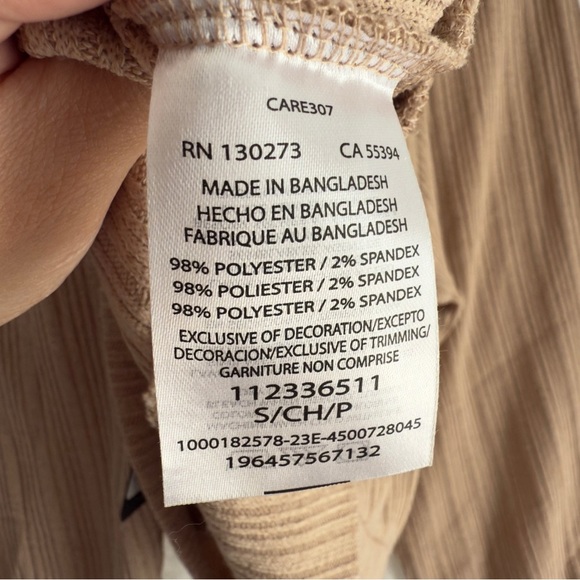 CARE307
RN 130273 CA 55394
MADE IN BANGLADESH
HECHO EN BANGLADESH
FABRIQUE AU BANGLADESH
98% POLYESTER / 2% SPANDEX
98% POLIESTER / 2% SPANDEX
98% POLYESTER / 2% SPANDEX
EXCLUSIVE OF DECORATION/EXCEPTO
DECORACION/EXCLUSIVE OF TRIMMING/
GARNITURE NON COMPRISE
112336511
S/CH/P
1000182578-23E-4500728045
196457567132